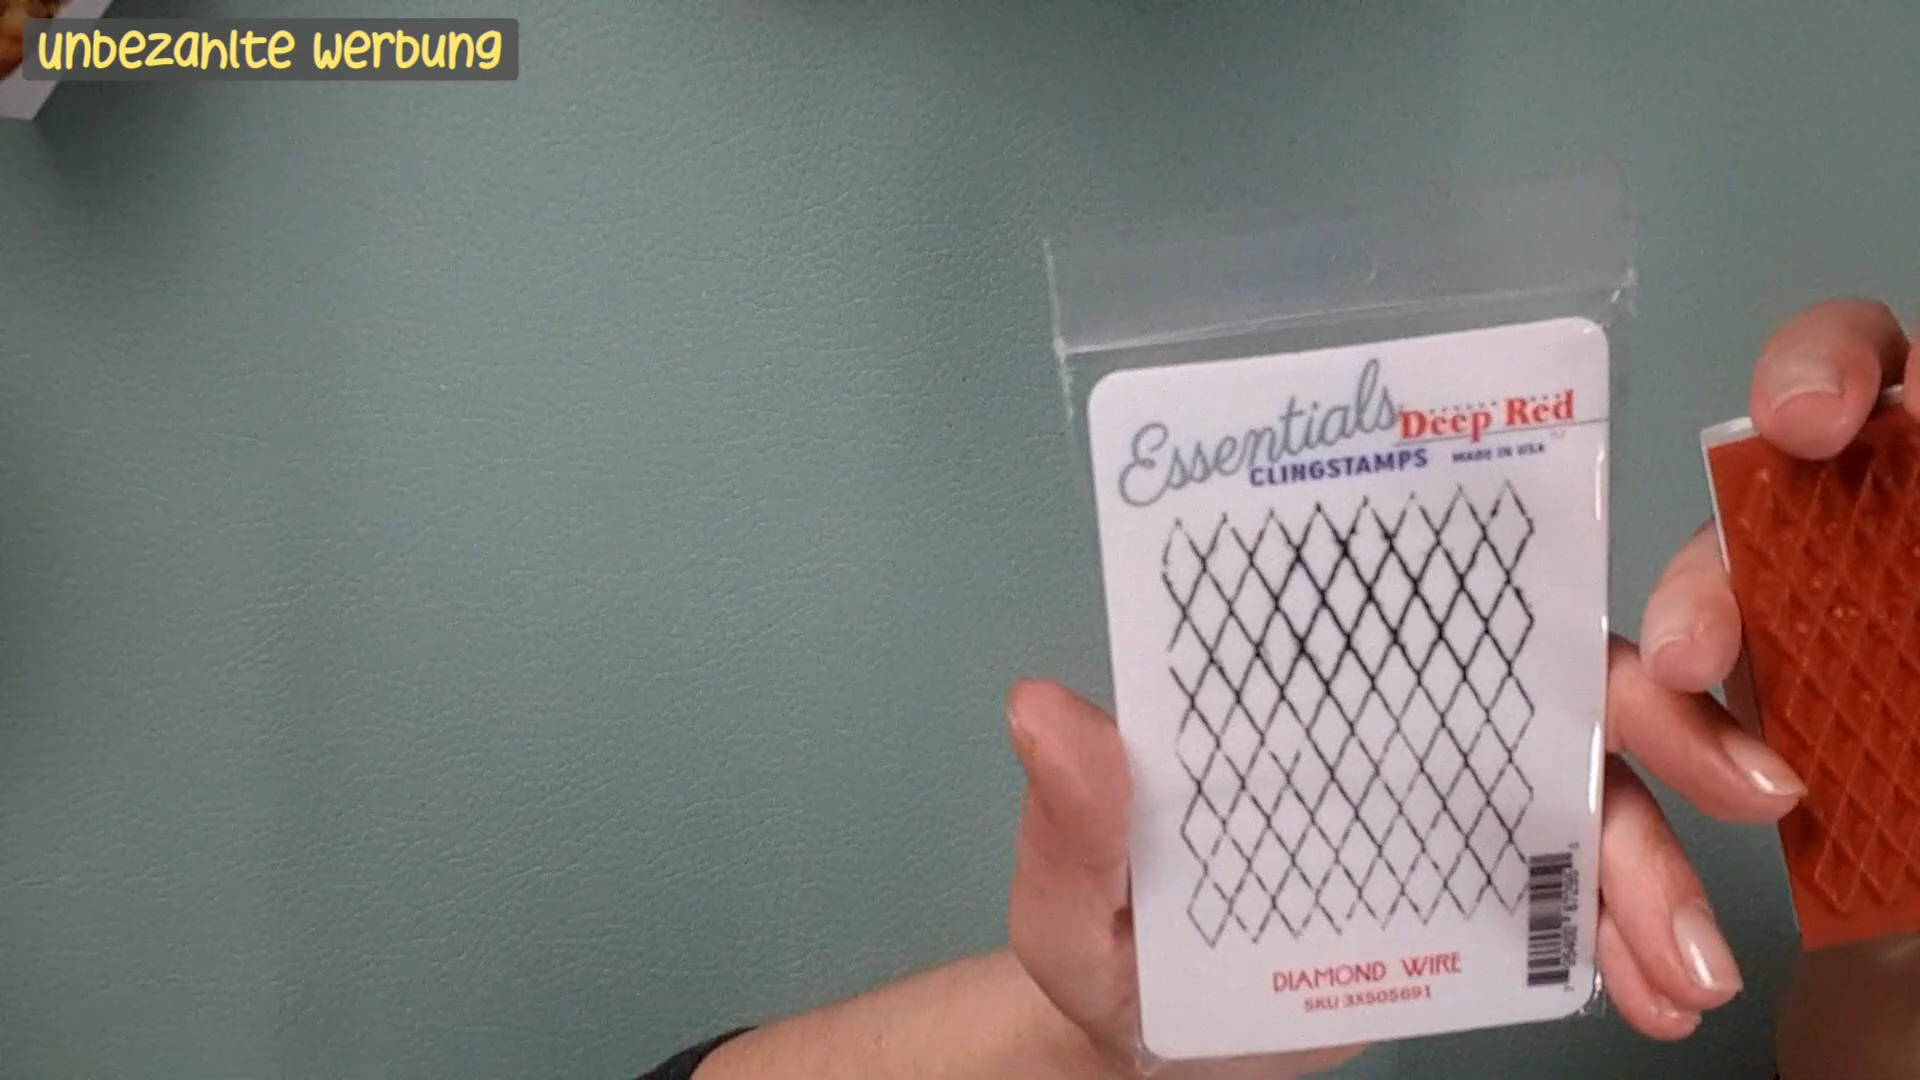 unbezahlte werbung
Essentials Deep Red
CLINGSTAMPS MADE IN USA
DIAMOND WIRE
SKU 3X505691